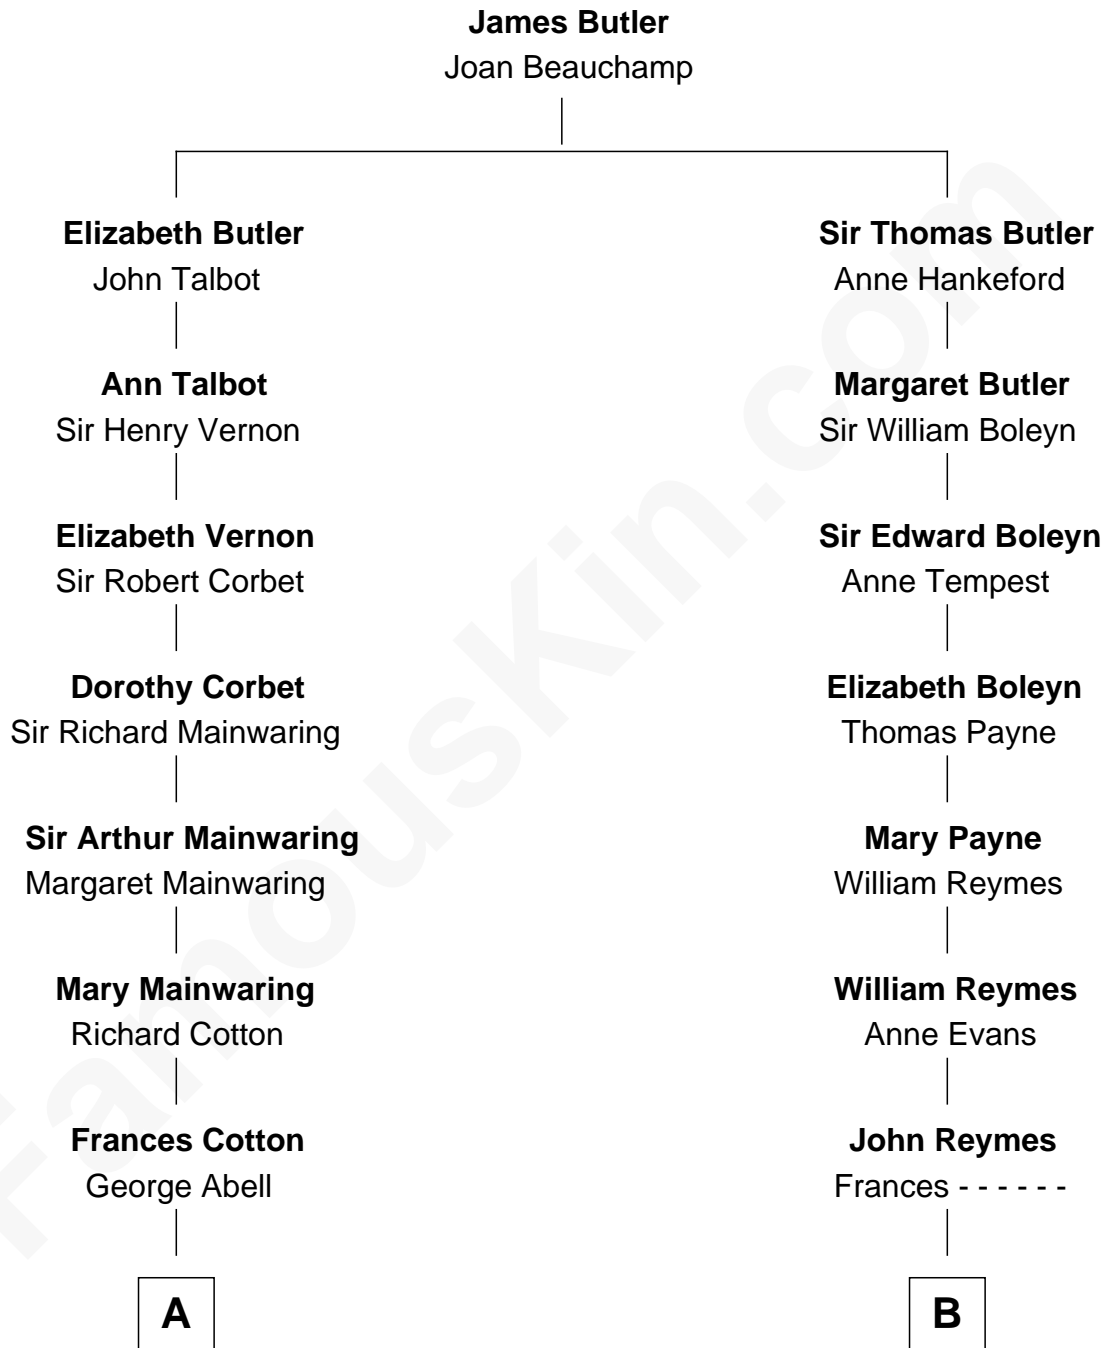 James Butler
Joan Beauchamp
Elizabeth Butler
John Talbot
Sir Thomas Butler
Anne Hankeford
Ann Talbot
Sir Henry Vernon
Margaret Butler
Sir William Boleyn
Elizabeth Vernon
Sir Robert Corbet
Sir Edward Boleyn
Anne Tempest
Dorothy Corbet
Sir Richard Mainwaring
Elizabeth Boleyn
Thomas Payne
Sir Arthur Mainwaring
Margaret Mainwaring
Mary Payne
William Reymes
Mary Mainwaring
Richard Cotton
William Reymes
Anne Evans
Frances Cotton
George Abell
John Reymes
Frances - - - - - -
A
B
FamousKin.com